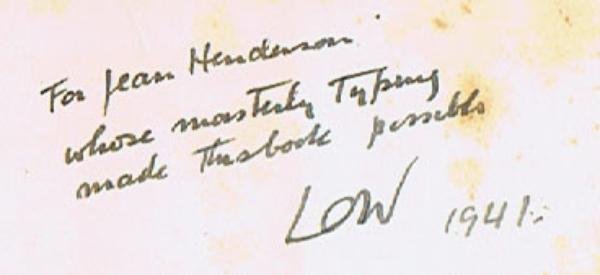 For Jean Henderson
whose masterly Typing
made this book possible
LOW 1941.